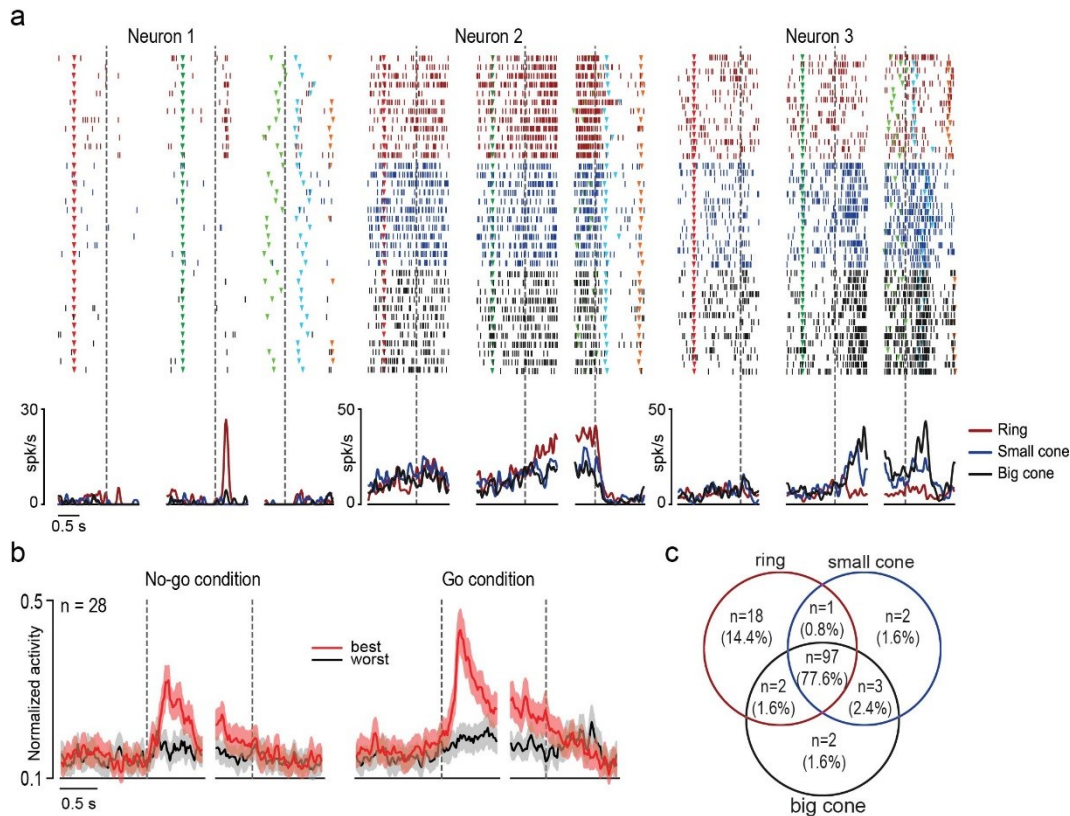 a
Neuron 1
Neuron 2
Neuron 3
30
spk/s
0
50
spk/s
0
50
spk/s
0
Ring
Small cone
Big cone
0.5 s
b
No-go condition
Go condition
0.5
n = 28
Normalized activity
0.1
best
worst
0.5 s
c
ring
small cone
n=18
(14.4%)
n=1
(0.8%)
n=2
(1.6%)
n=97
(77.6%)
n=2
(1.6%)
n=3
(2.4%)
n=2
(1.6%)
big cone